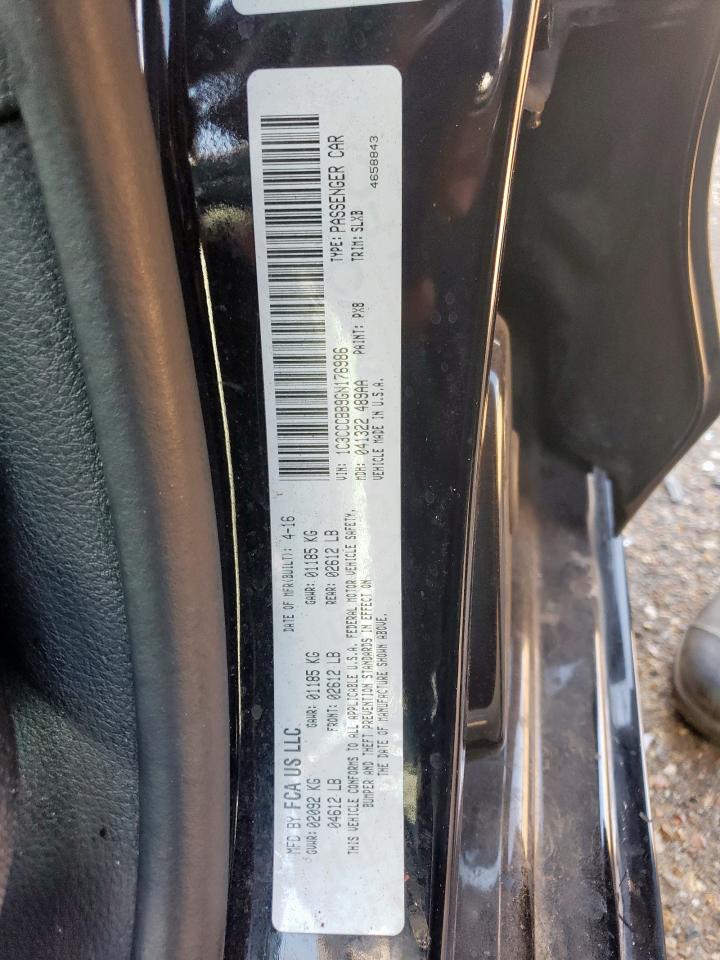 MFD BY FCA US LLC
DATE OF MFR(BUILT): 4-16
GVWR: 02092 KG
04612 LB
GAWR: 01185 KG
FRONT: 02612 LB
GAWR: 01185 KG
REAR: 02612 LB
THIS VEHICLE CONFORMS TO ALL APPLICABLE U.S.A. FEDERAL MOTOR VEHICLE SAFETY,
BUMPER AND THEFT PREVENTION STANDARDS IN EFFECT ON
THE DATE OF MANUFACTURE SHOWN ABOVE.
VIN: 1C3CCCBB9GN176986
TYPE: PASSENGER CAR
MDH: 041322 489AA
PAINT: PX8
TRIM: SLXB
VEHICLE MADE IN U.S.A.
4658843